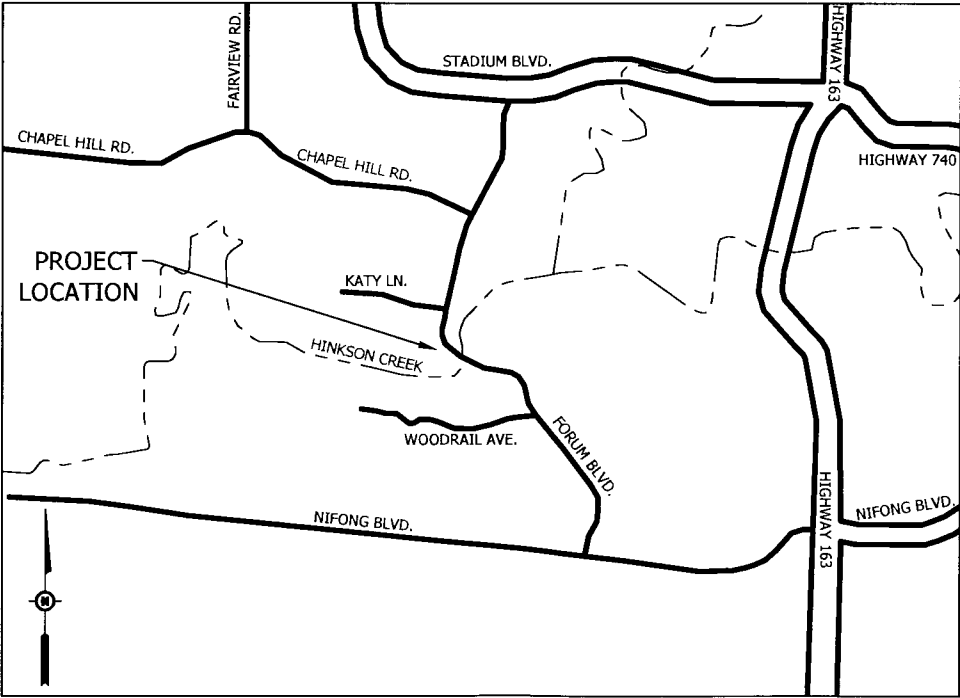 FAIRVIEW RD.
HIGHWAY 163
STADIUM BLVD.
CHAPEL HILL RD.
CHAPEL HILL RD.
HIGHWAY 740
PROJECT
LOCATION
KATY LN.
HINKSON CREEK
WOODRAIL AVE.
FORUM BLVD.
HIGHWAY 163
NIFONG BLVD.
NIFONG BLVD.
N